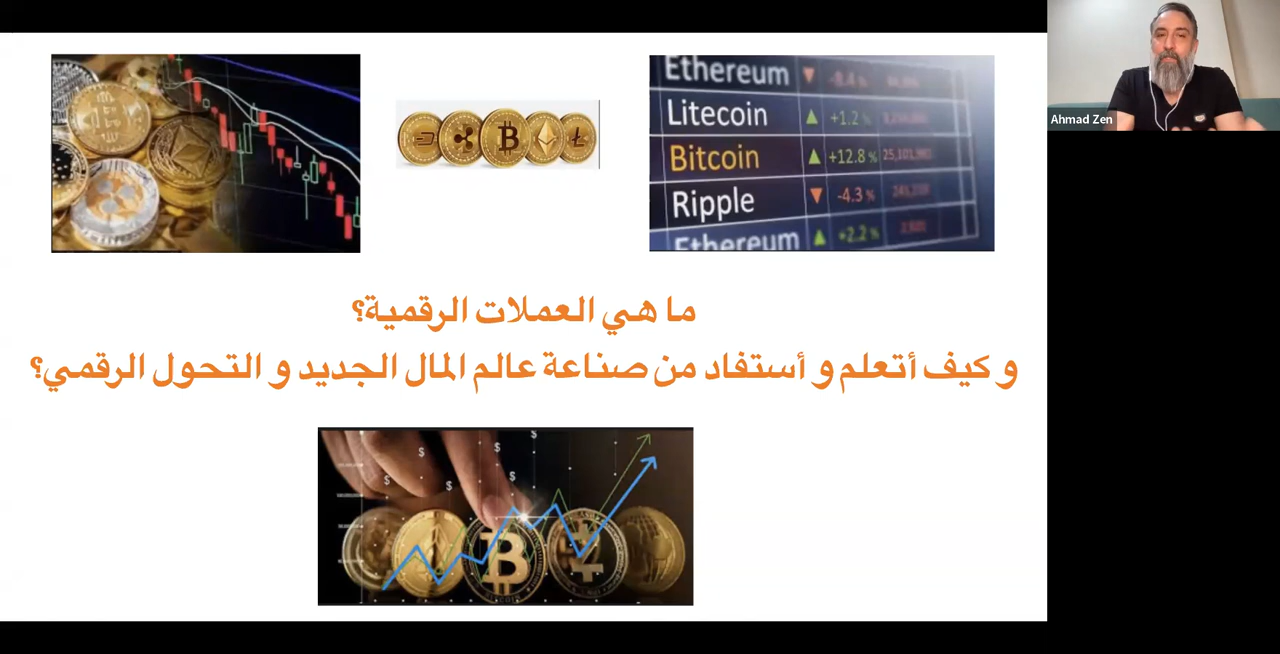 Ethereum
Litecoin +1.2
Bitcoin +12.8 %
Ripple -4.3 %
Ethereum +2.2 %
Ahmad Zen
ما هي العملات الرقمية؟
و كيف أتعلم و أستفاد من صناعة عالم المال الجديد و التحول الرقمي؟